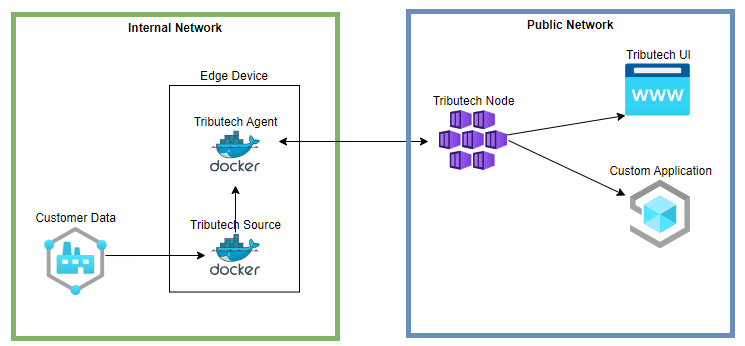 Internal Network
Edge Device
Tributech Agent
docker
Customer Data
Tributech Source
docker
Public Network
Tributech UI
www
Tributech Node
Custom Application